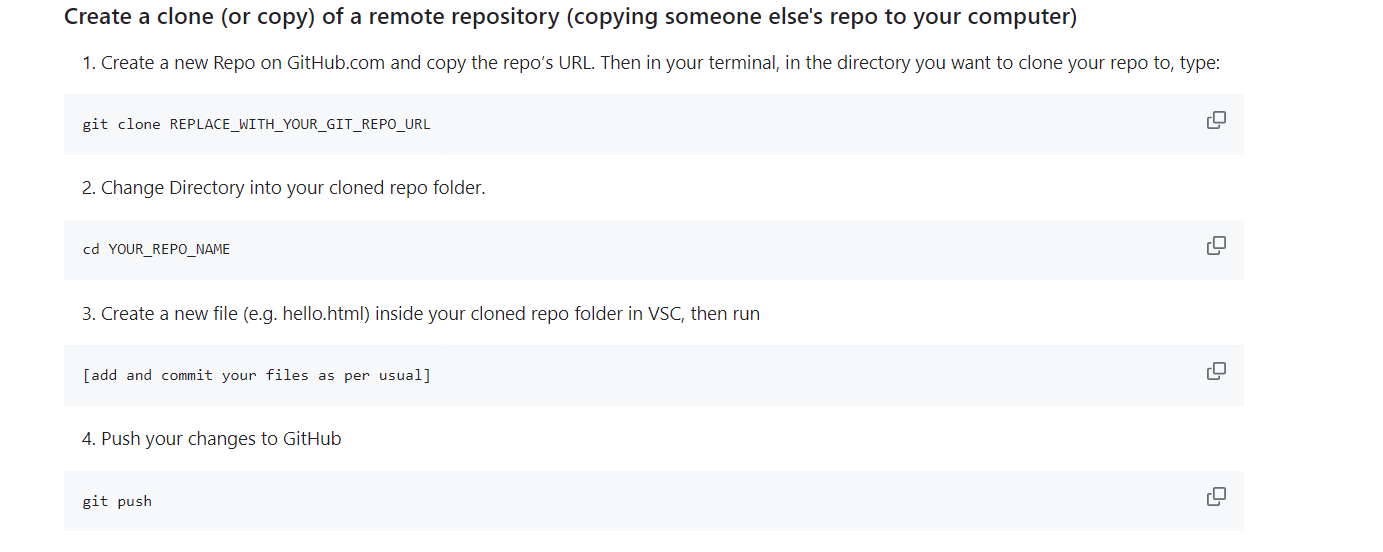 Create a clone (or copy) of a remote repository (copying someone else's repo to your computer)
1. Create a new Repo on GitHub.com and copy the repo’s URL. Then in your terminal, in the directory you want to clone your repo to, type:
git clone REPLACE_WITH_YOUR_GIT_REPO_URL
2. Change Directory into your cloned repo folder.
cd YOUR_REPO_NAME
3. Create a new file (e.g. hello.html) inside your cloned repo folder in VSC, then run
[add and commit your files as per usual]
4. Push your changes to GitHub
git push